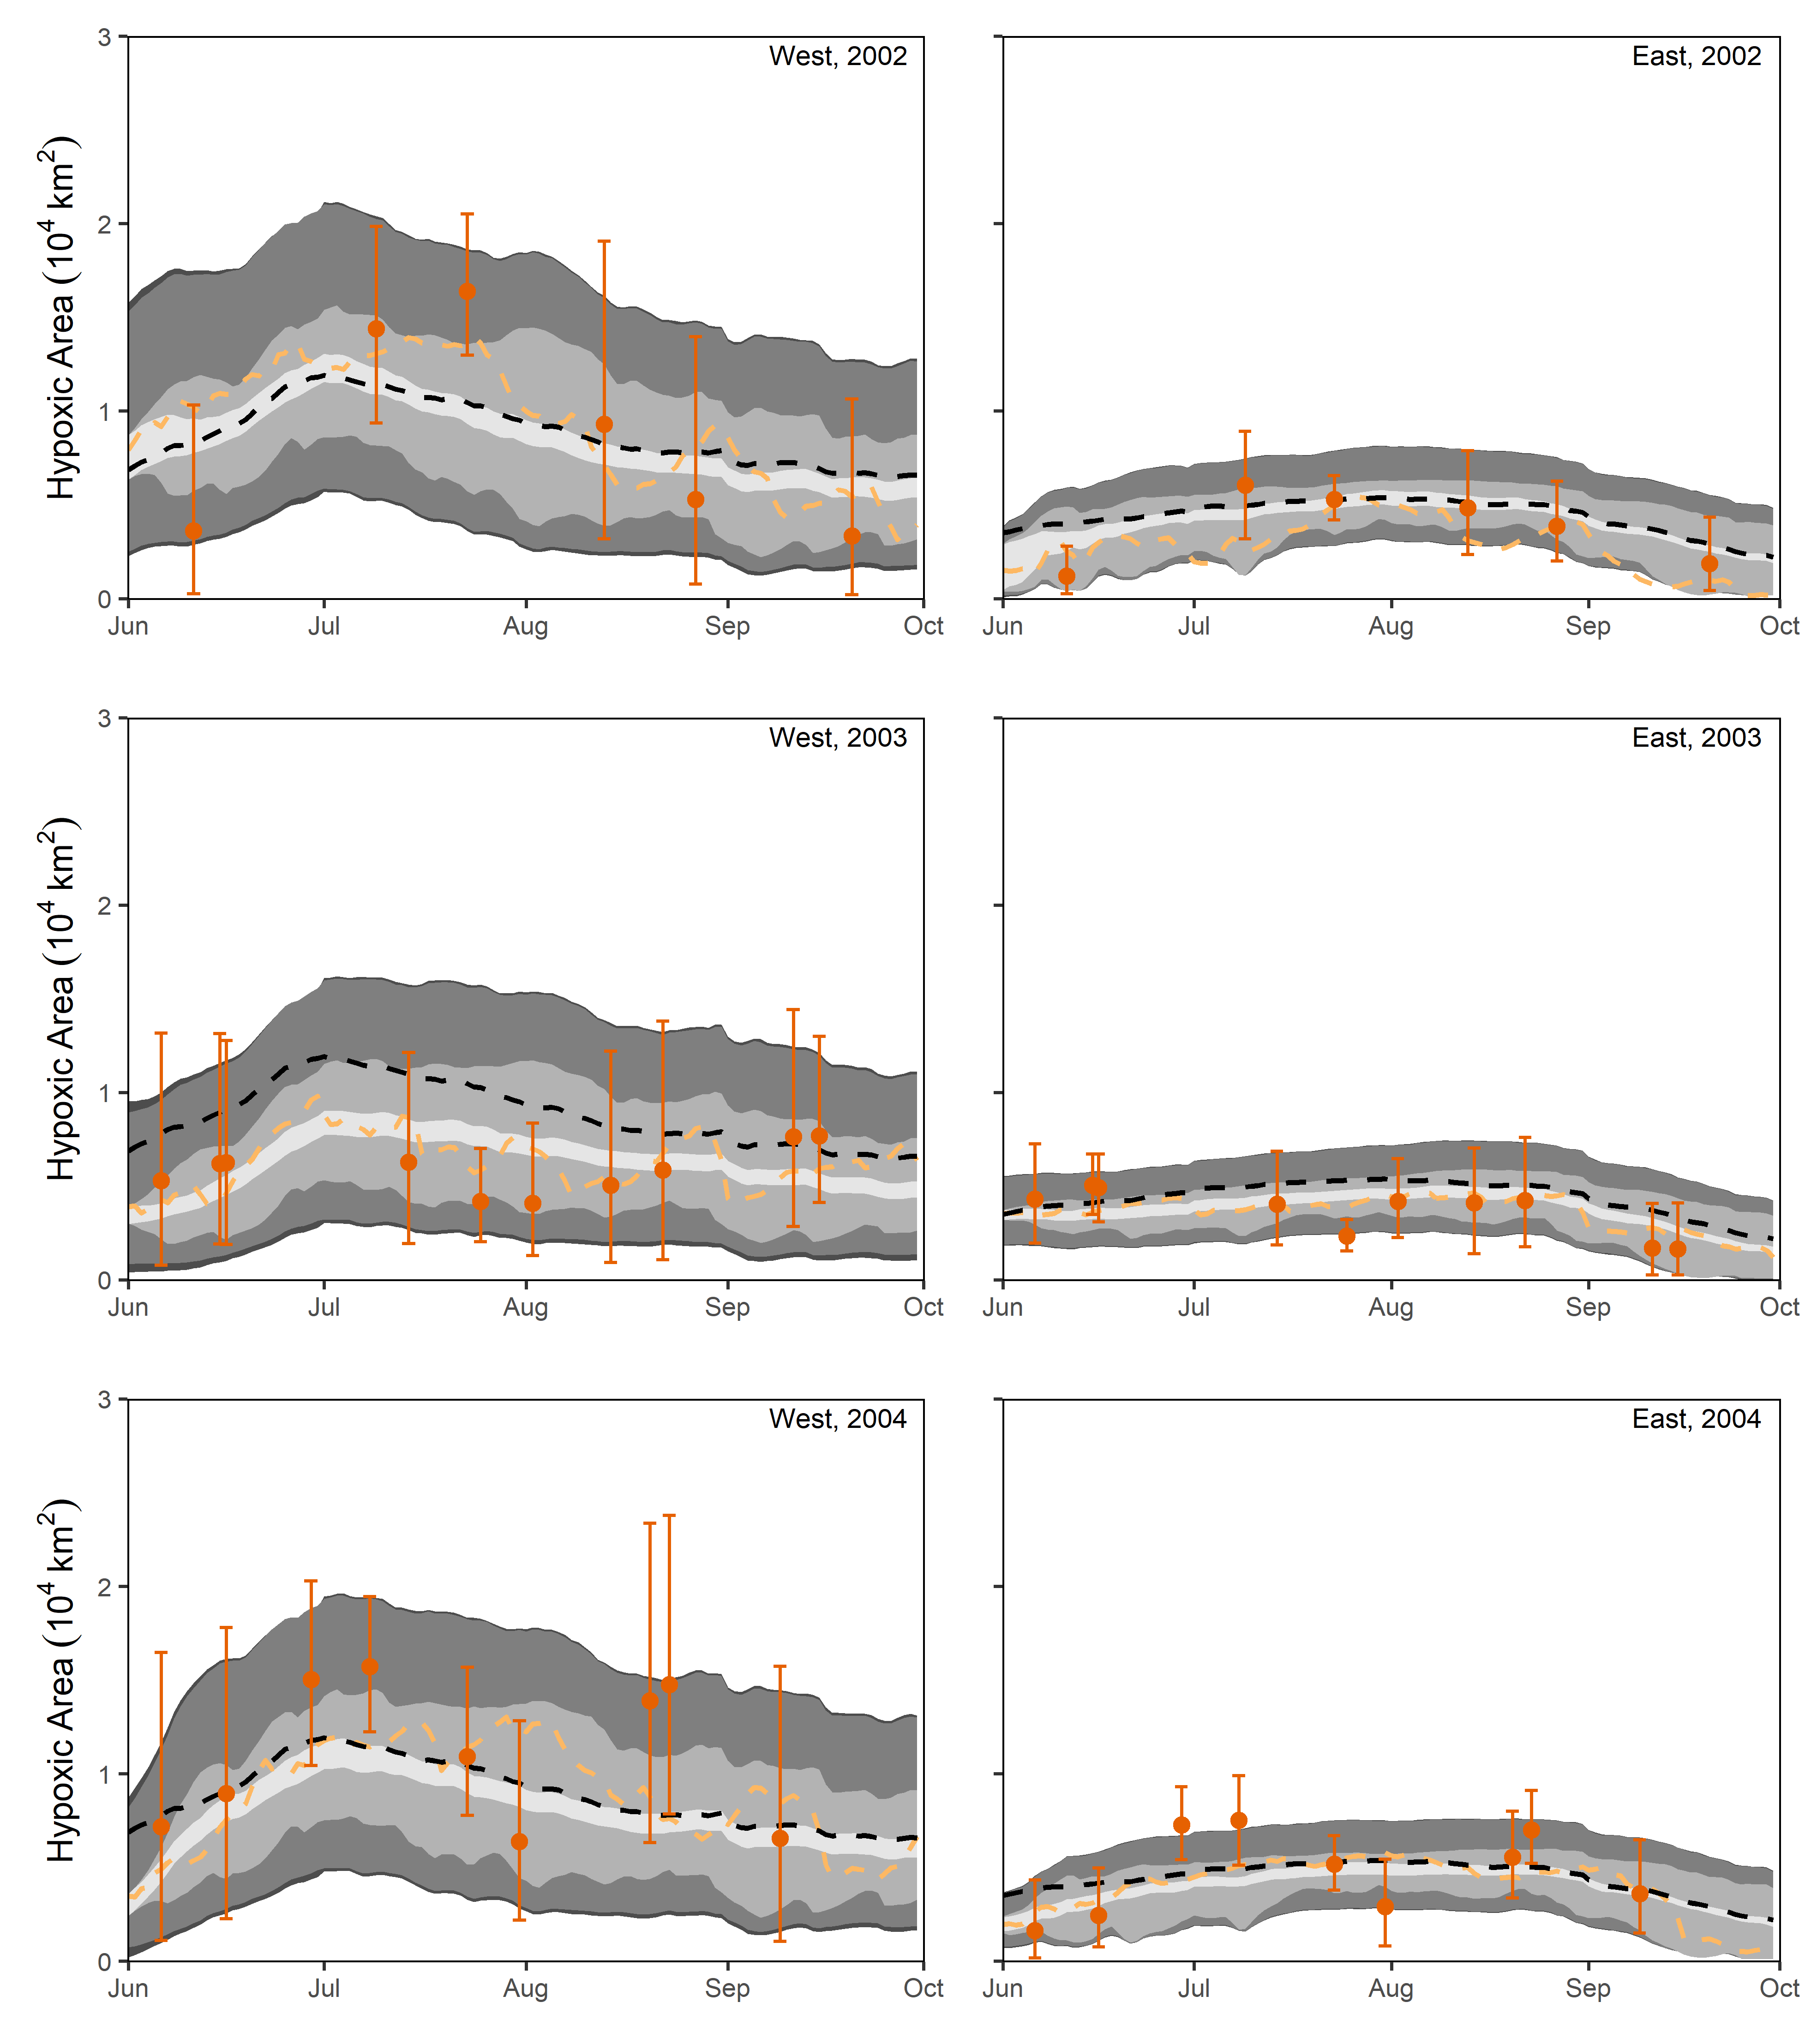 West, 2002
East, 2002
Hypoxic Area (10⁴ km²)
3
2
1
0
Jun Jul Aug Sep Oct
Jun Jul Aug Sep Oct
West, 2003
East, 2003
Hypoxic Area (10⁴ km²)
3
2
1
0
Jun Jul Aug Sep Oct
Jun Jul Aug Sep Oct
West, 2004
East, 2004
Hypoxic Area (10⁴ km²)
3
2
1
0
Jun Jul Aug Sep Oct
Jun Jul Aug Sep Oct